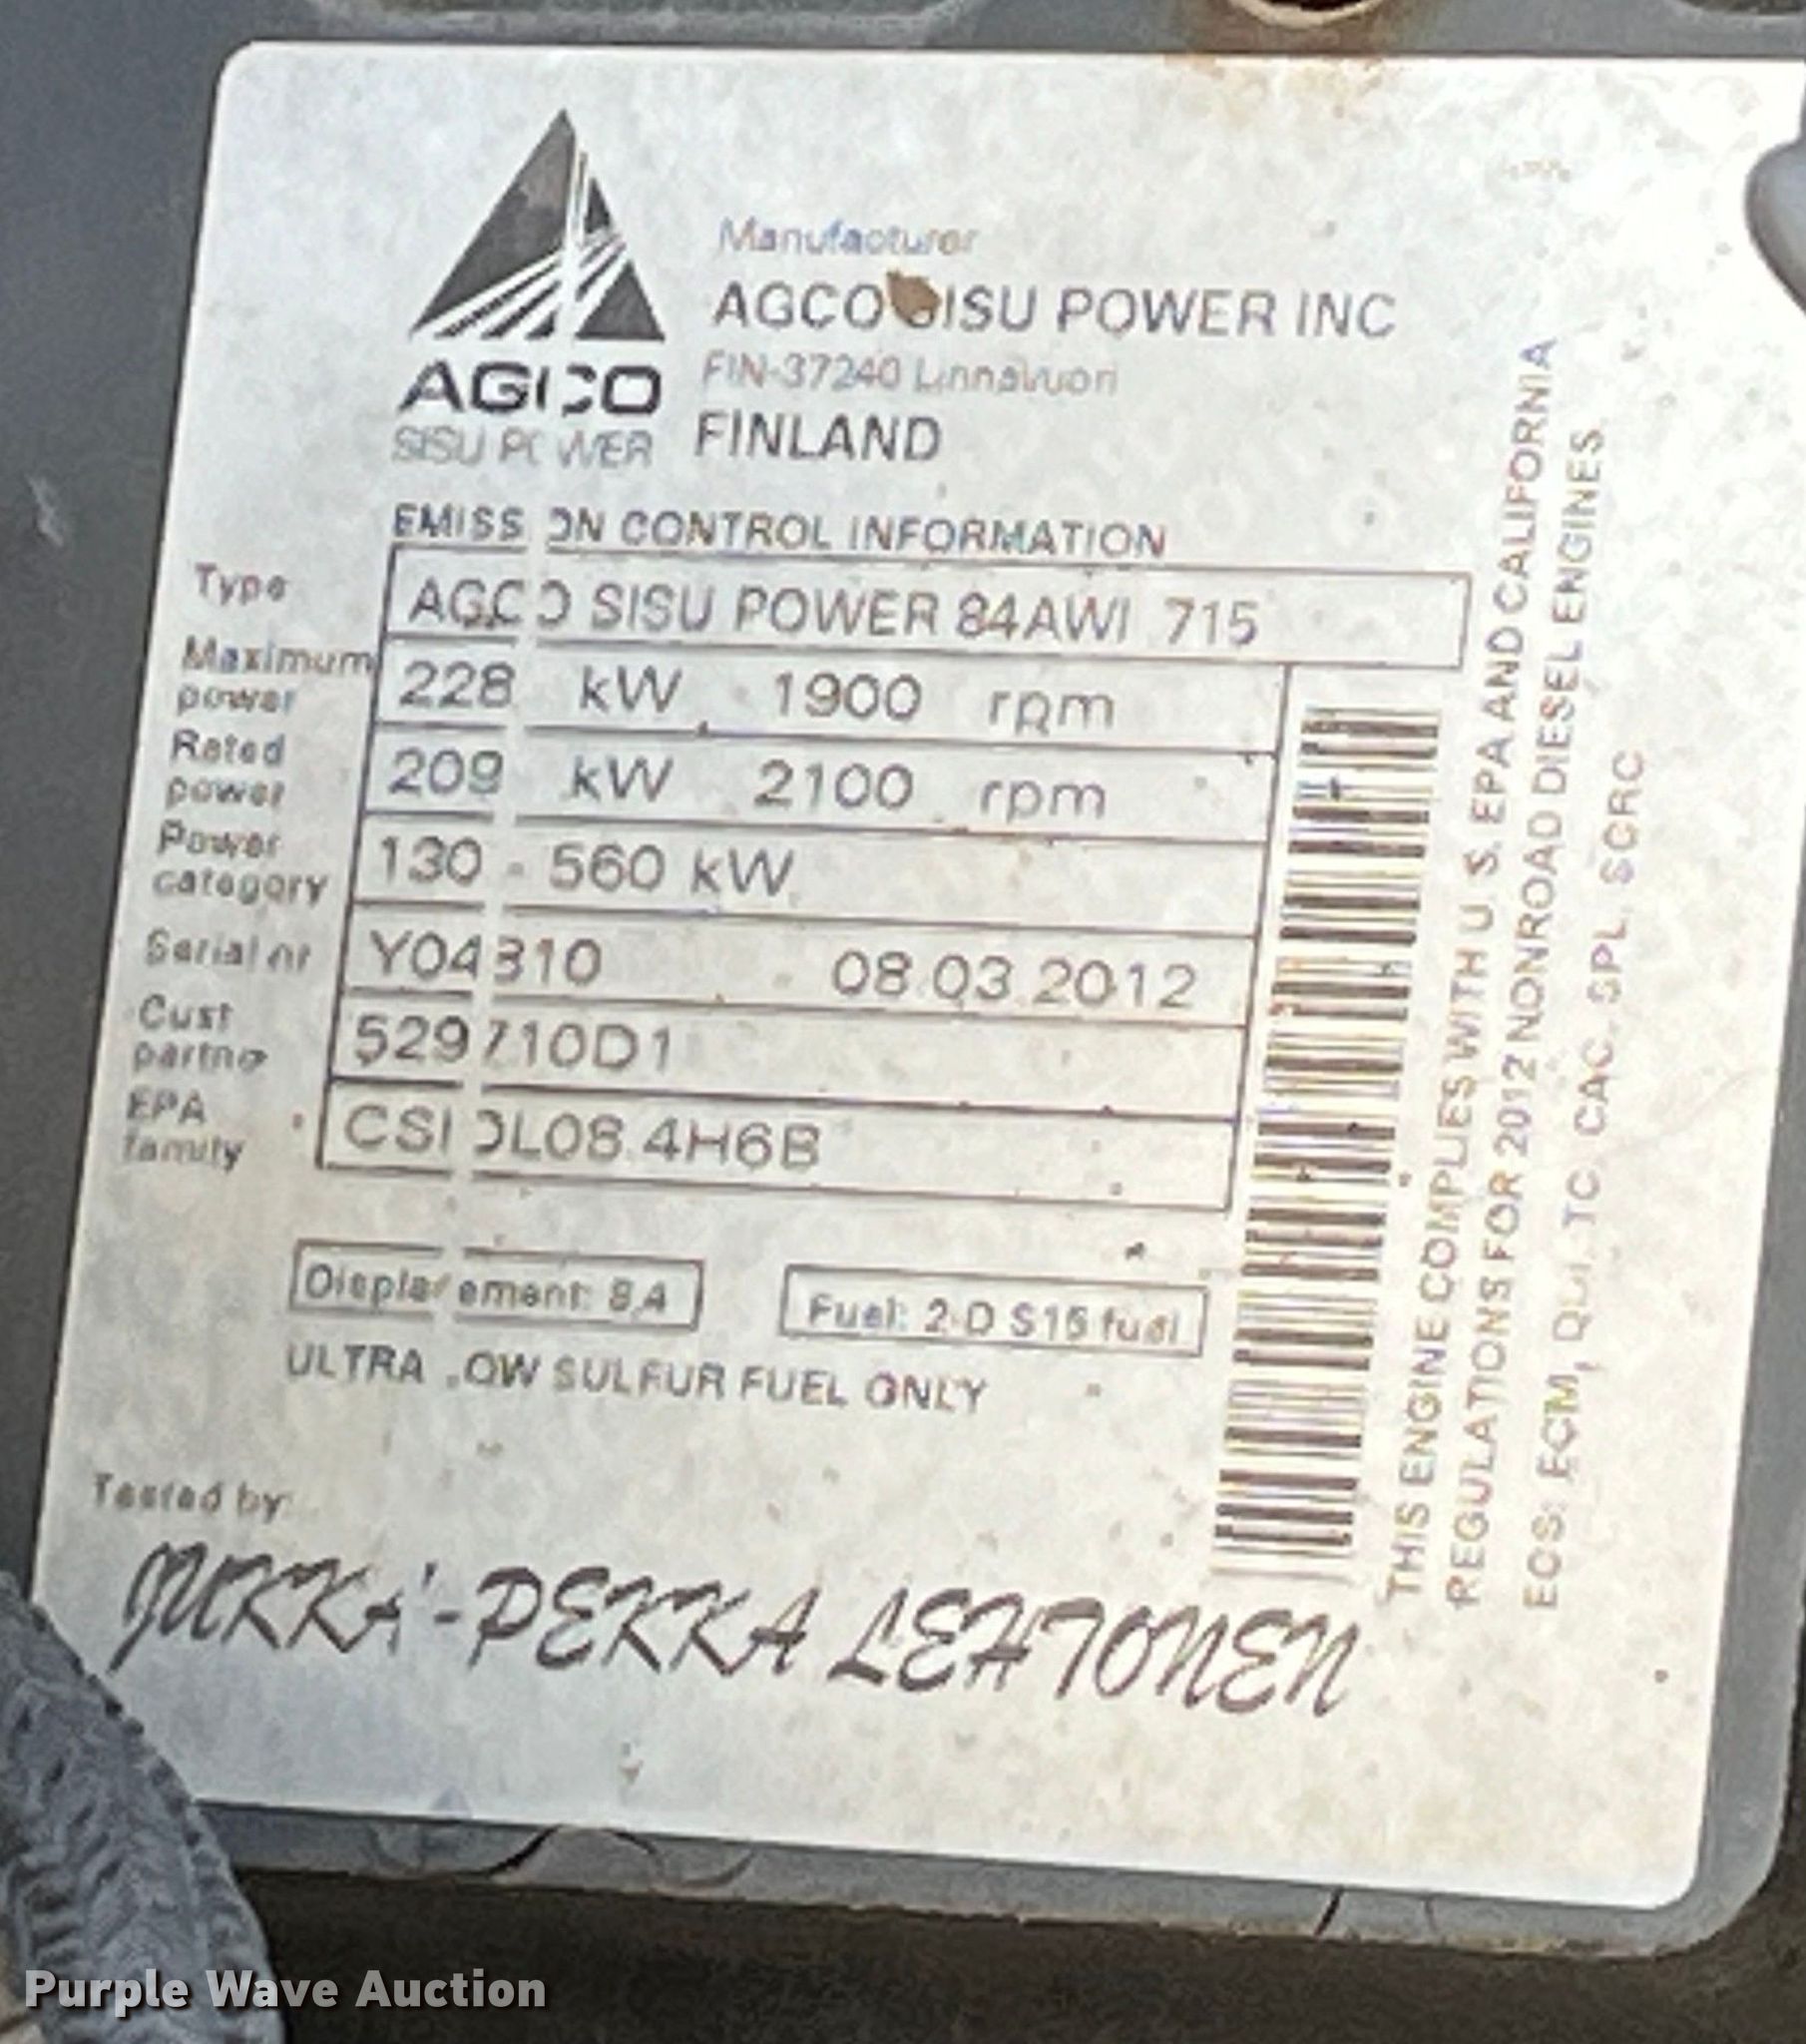 Manufacturer
AGCO SISU POWER INC
FIN-37240 Linnavuori
FINLAND
AGCO
SISU POWER
EMISSION CONTROL INFORMATION
Type AGCO SISU POWER 84AWI 715
Maximum power 228 kW 1900 rpm
Rated power 209 kW 2100 rpm
Power category 130 - 560 kW
Serial nr Y04310 08.03.2012
Cust partno 529710D1
EPA family CSIDL08.4H6B
Displacement: 8.4
Fuel: 2-D S15 fuel
ULTRA LOW SULFUR FUEL ONLY
Tested by:
JUKKA-PEKKA LEHTONEN
THIS ENGINE COMPLIES WITH U.S. EPA AND CALIFORNIA
REGULATIONS FOR 2012 NONROAD DIESEL ENGINES.
ECS: ECM, DI, TC, CAC, SPL, SCRC
Purple Wave Auction